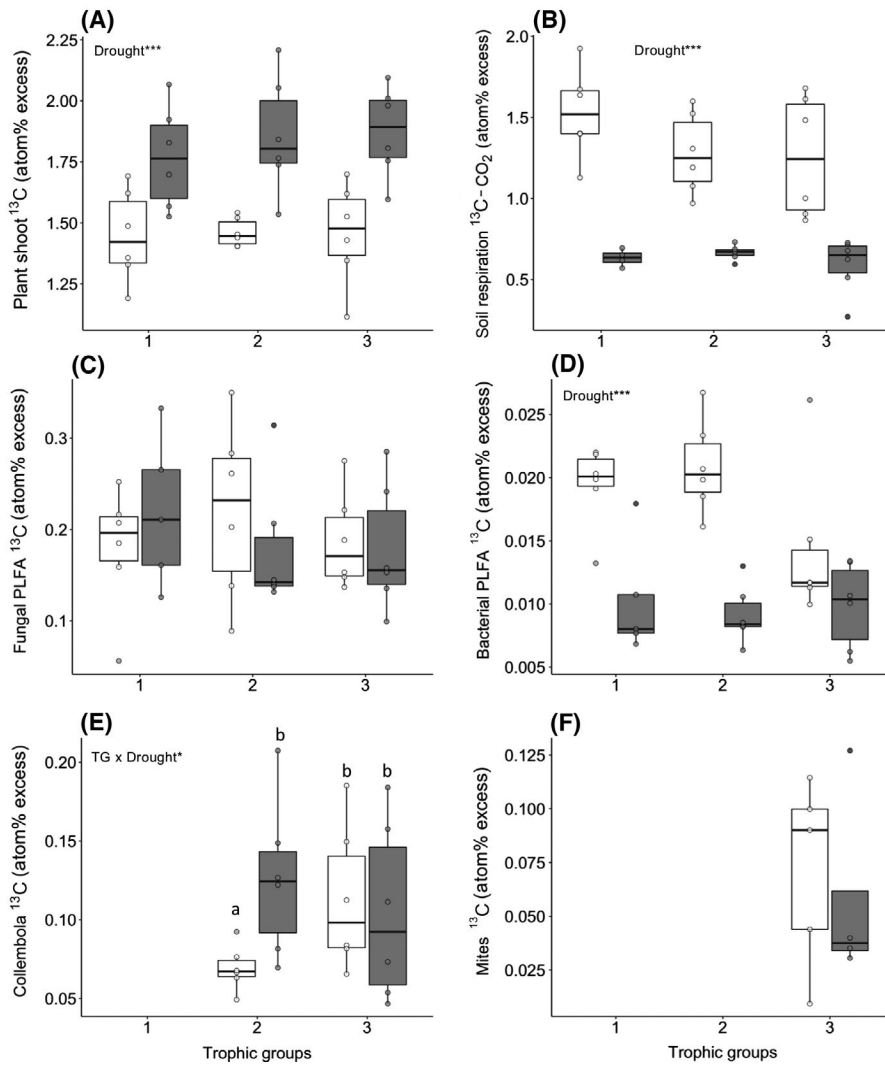 (A)
Drought***
2.25
2.00
1.75
1.50
1.25
Plant shoot ¹³C (atom% excess)
1 2 3
(B)
Drought***
2.0
1.5
1.0
0.5
Soil respiration ¹³C-CO₂ (atom% excess)
1 2 3
(C)
0.3
0.2
0.1
Fungal PLFA ¹³C (atom% excess)
1 2 3
(D)
Drought***
0.025
0.020
0.015
0.010
0.005
Bacterial PLFA ¹³C (atom% excess)
1 2 3
(E)
TG x Drought*
a b b b
0.20
0.15
0.10
0.05
Collembola ¹³C (atom% excess)
1 2 3
Trophic groups
(F)
0.125
0.100
0.075
0.050
0.025
Mites ¹³C (atom% excess)
1 2 3
Trophic groups